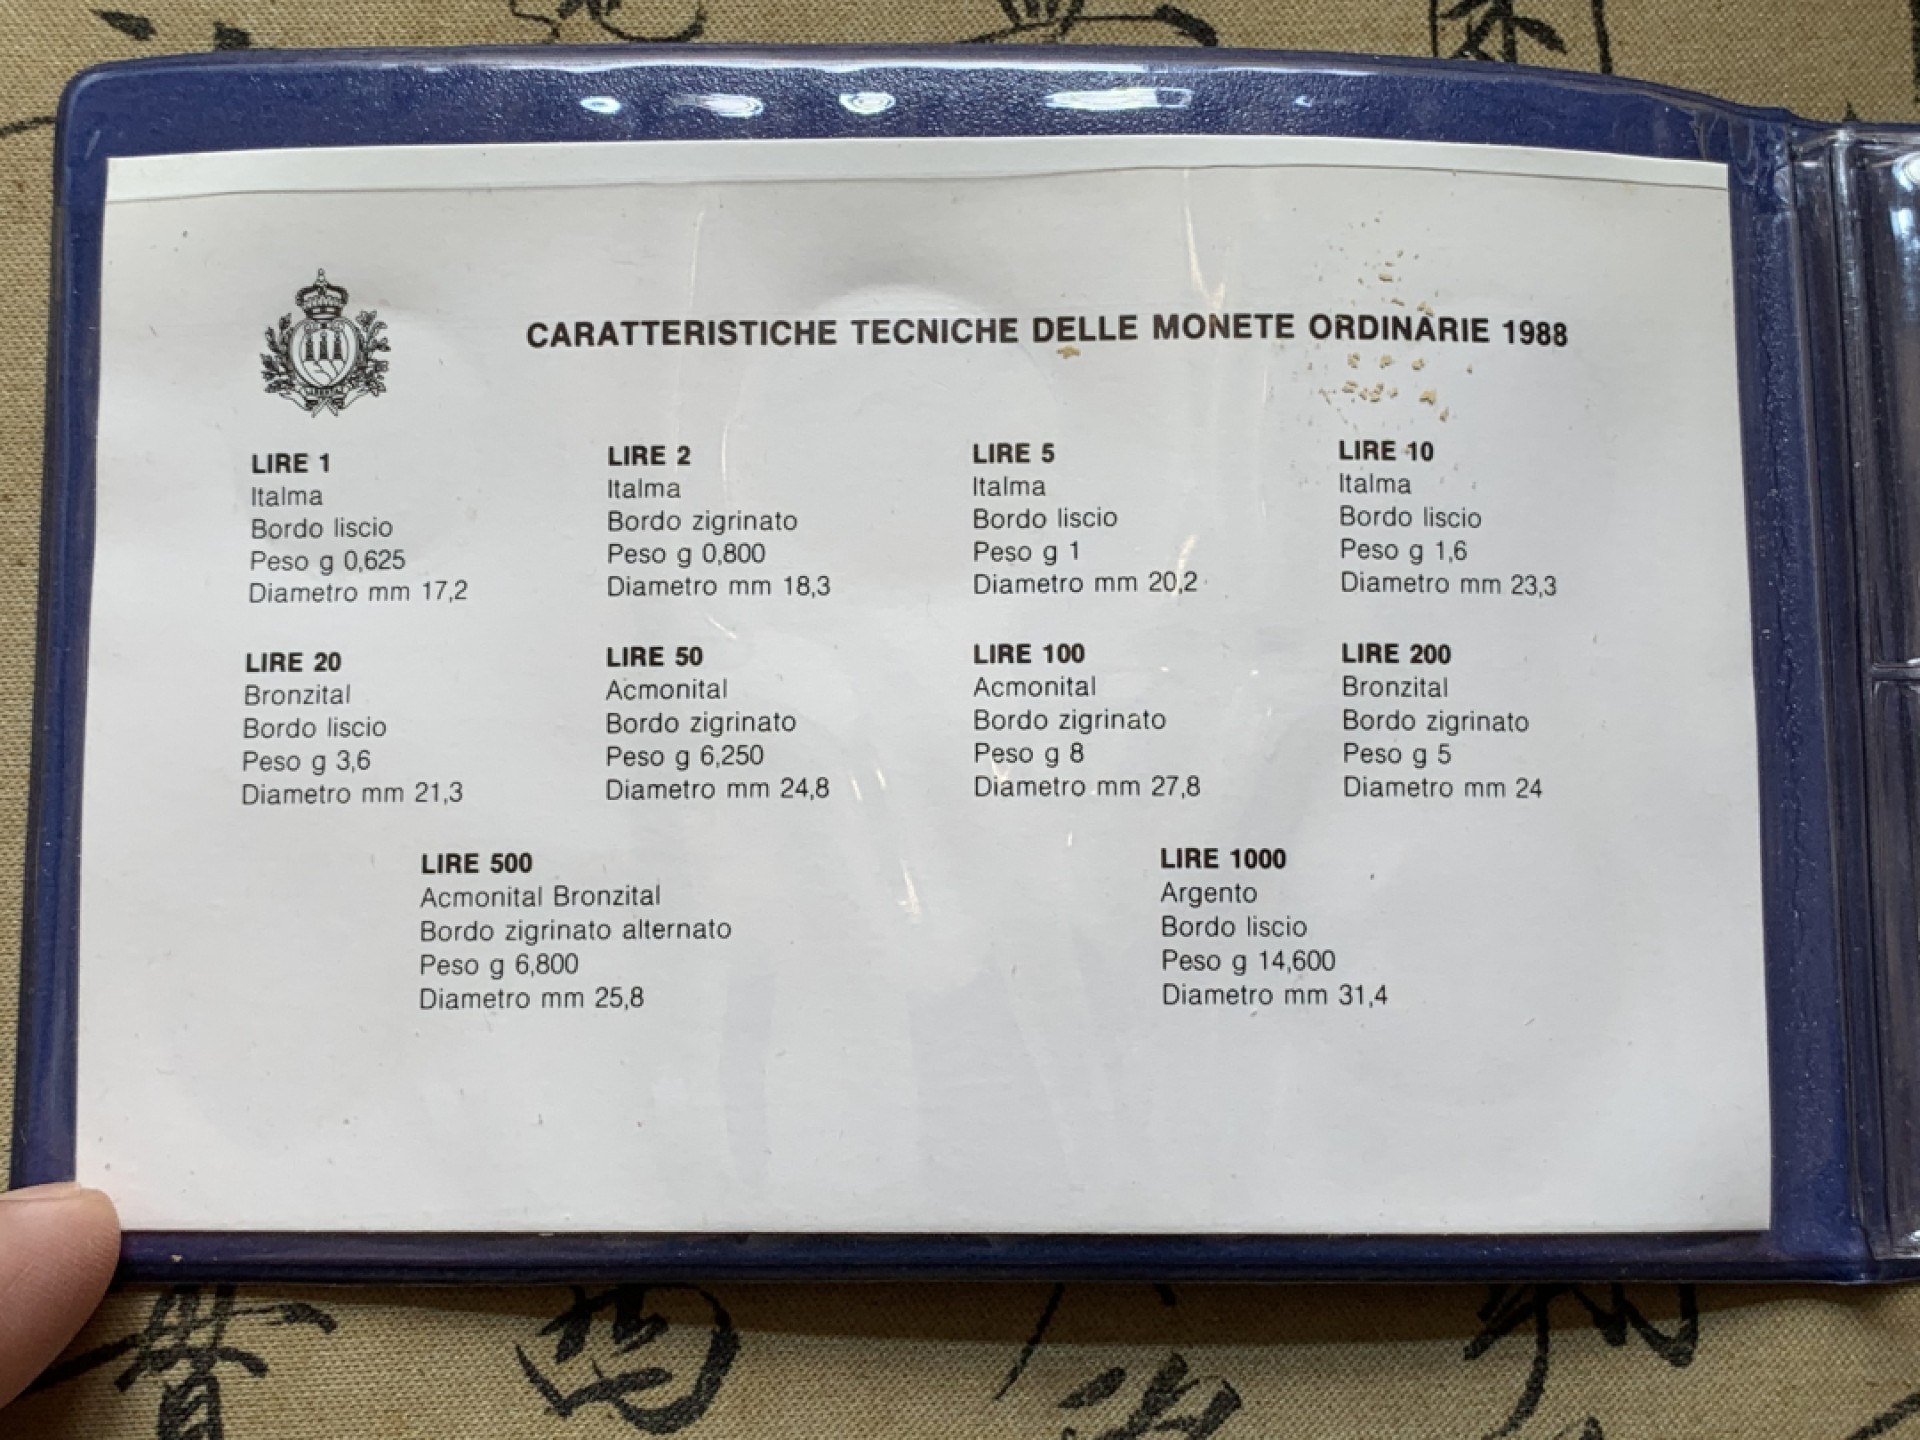 CARATTERISTICHE TECNICHE DELLE MONETE ORDINARIE 1988
LIRE 1
Italma
Bordo liscio
Peso g 0,625
Diametro mm 17,2
LIRE 2
Italma
Bordo zigrinato
Peso g 0,800
Diametro mm 18,3
LIRE 5
Italma
Bordo liscio
Peso g 1
Diametro mm 20,2
LIRE 10
Italma
Bordo liscio
Peso g 1,6
Diametro mm 23,3
LIRE 20
Bronzital
Bordo liscio
Peso g 3,6
Diametro mm 21,3
LIRE 50
Acmonital
Bordo zigrinato
Peso g 6,250
Diametro mm 24,8
LIRE 100
Acmonital
Bordo zigrinato
Peso g 8
Diametro mm 27,8
LIRE 200
Bronzital
Bordo zigrinato
Peso g 5
Diametro mm 24
LIRE 500
Acmonital Bronzital
Bordo zigrinato alternato
Peso g 6,800
Diametro mm 25,8
LIRE 1000
Argento
Bordo liscio
Peso g 14,600
Diametro mm 31,4